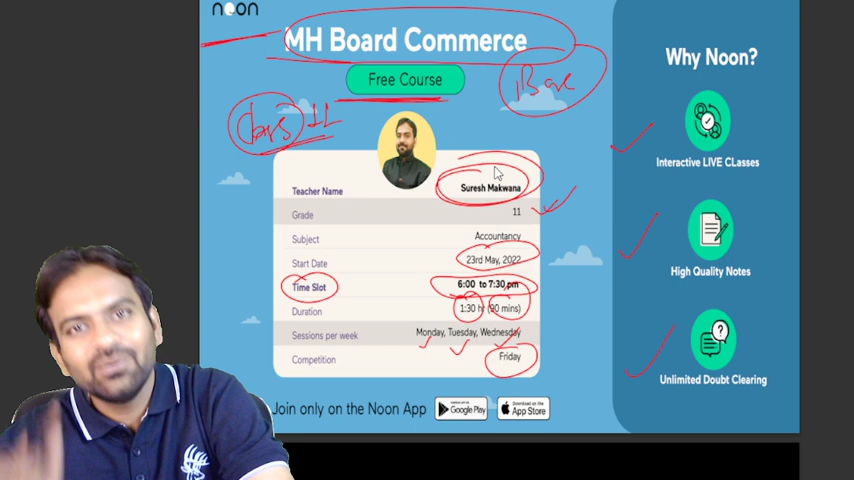 noon
MH Board Commerce
Free Course
Class 11
Teacher Name Suresh Makwana
Grade 11
Subject Accountancy
Start Date 23rd May, 2022
Time Slot 6:00 to 7:30 pm
Duration 1:30 hr (90 mins)
Sessions per week Monday, Tuesday, Wednesday
Competition Friday
Join only on the Noon App
Google Play
Download on the
App Store
Why Noon?
Interactive LIVE CLasses
High Quality Notes
Unlimited Doubt Clearing